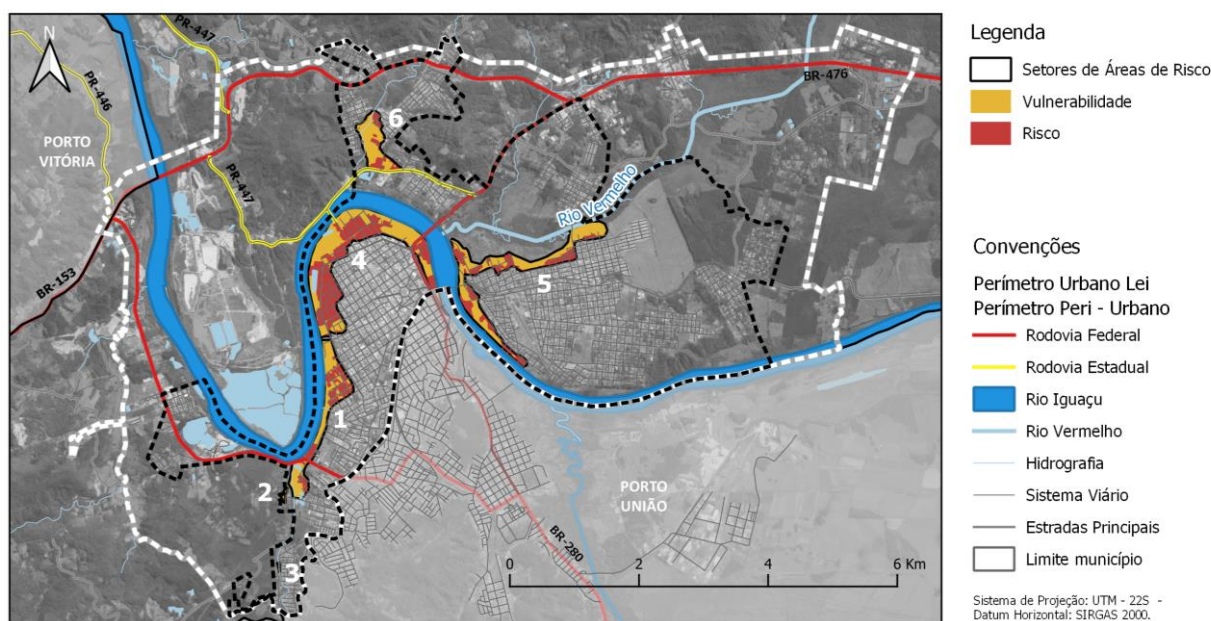 N
PR-447
PR-446
PORTO
VITÓRIA
PR-447
BR-153
BR-476
6
Rio Vermelho
4
5
1
2
3
PORTO
UNIÃO
BR-280
0 2 4 6 Km
Legenda
Setores de Áreas de Risco
Vulnerabilidade
Risco
Convenções
Perímetro Urbano Lei
Perímetro Peri - Urbano
Rodovia Federal
Rodovia Estadual
Rio Iguaçu
Rio Vermelho
Hidrografia
Sistema Viário
Estradas Principais
Limite município
Sistema de Projeção: UTM - 22S -
Datum Horizontal: SIRGAS 2000.